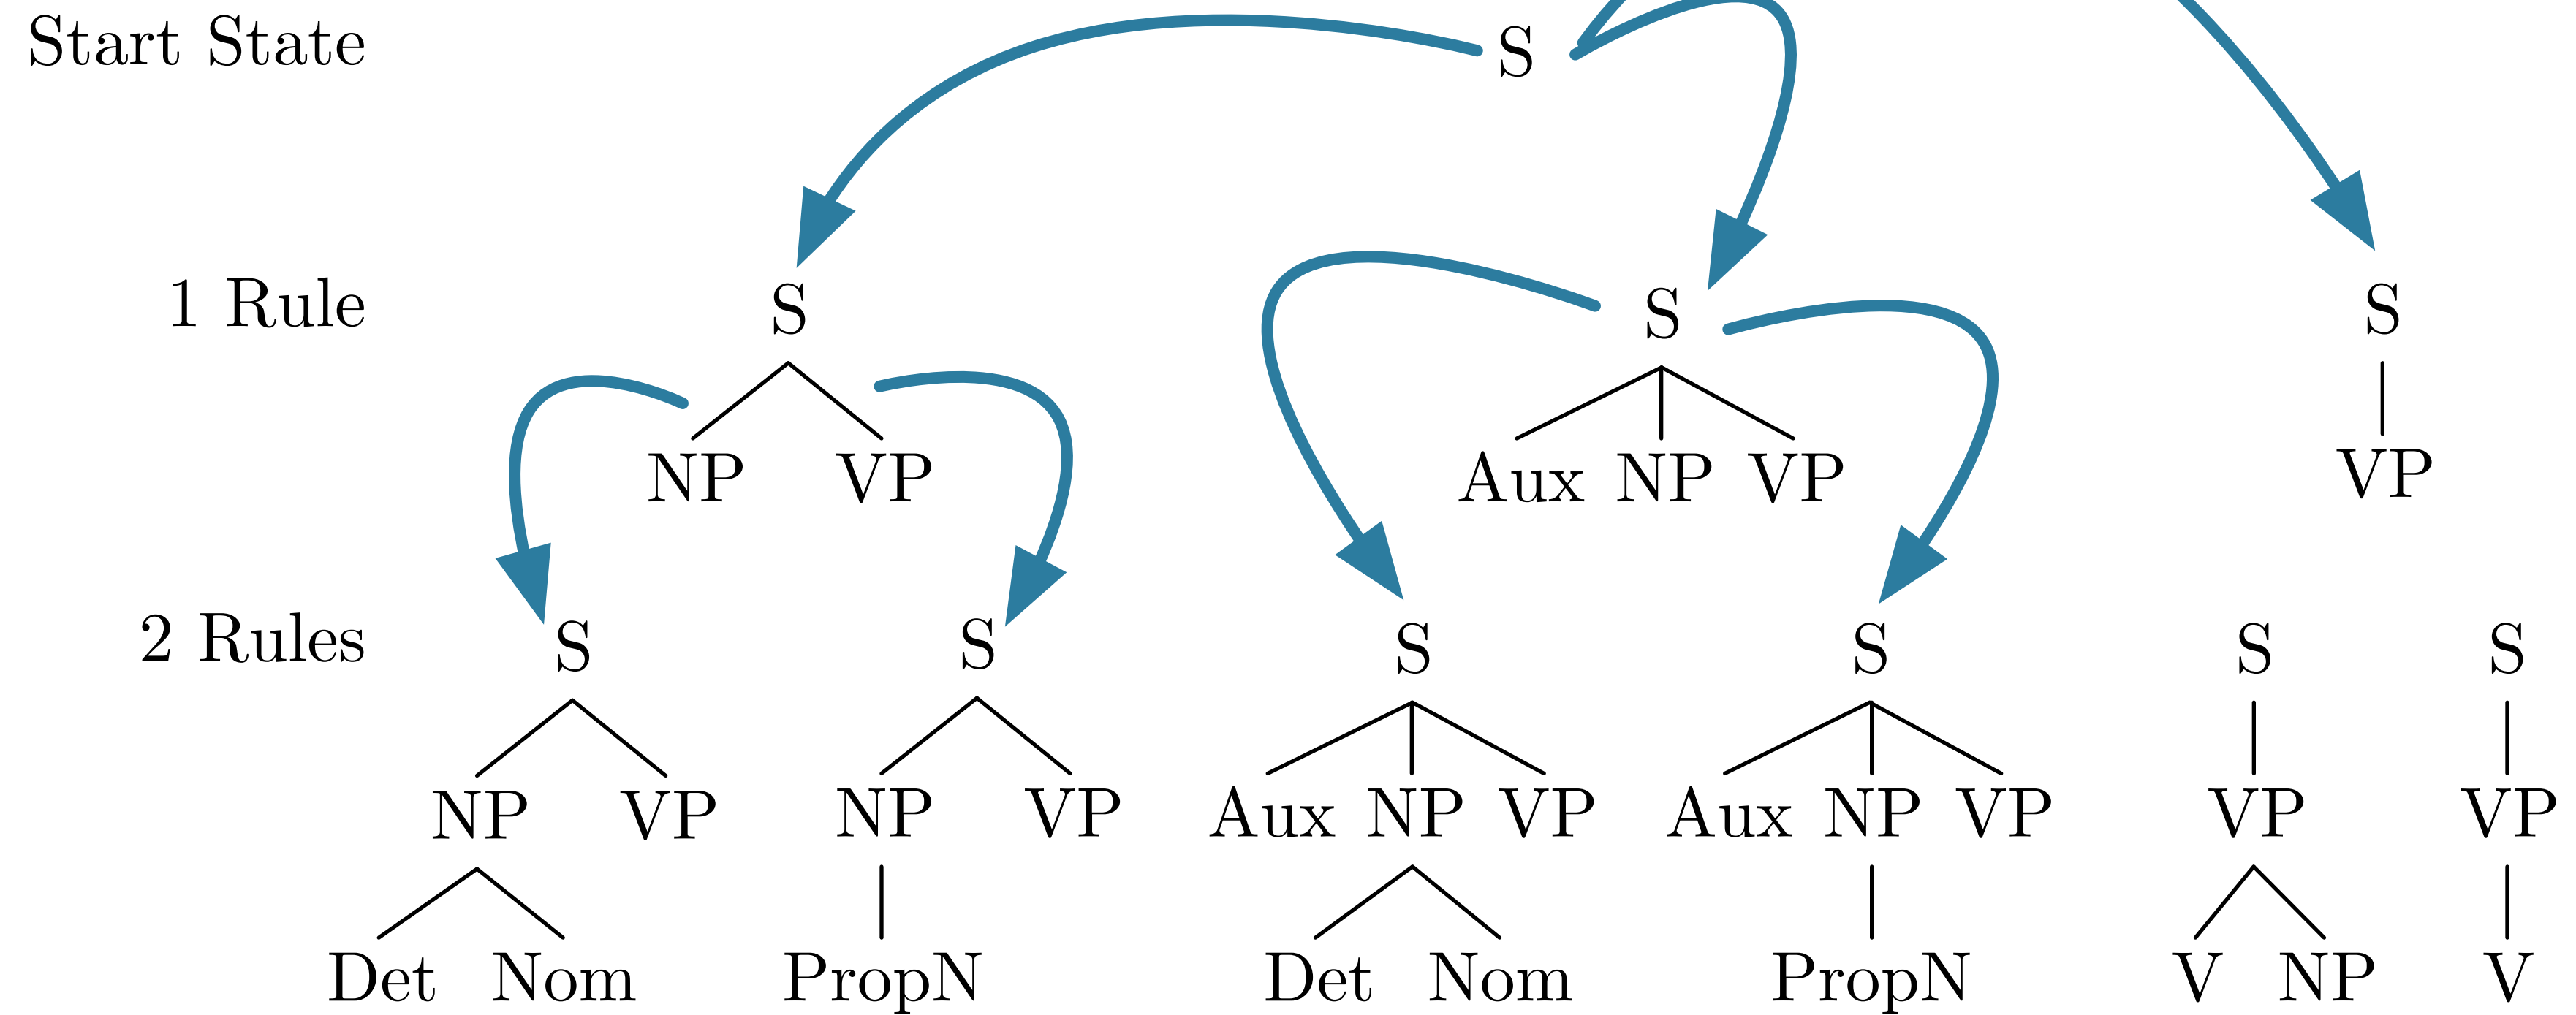 Start State S
1 Rule S S S
NP VP Aux NP VP VP
2 Rules S S S S S S
NP VP NP VP Aux NP VP Aux NP VP VP VP
Det Nom PropN Det Nom PropN V NP V